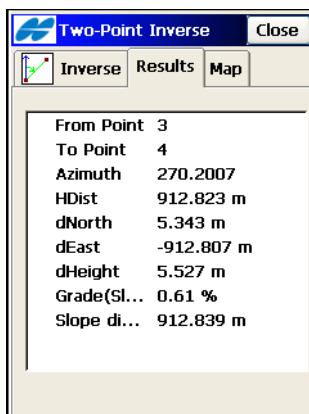 Two-Point Inverse Close
Inverse Results Map
From Point 3
To Point 4
Azimuth 270.2007
HDist 912.823 m
dNorth 5.343 m
dEast -912.807 m
dHeight 5.527 m
Grade(Sl... 0.61 %
Slope di... 912.839 m